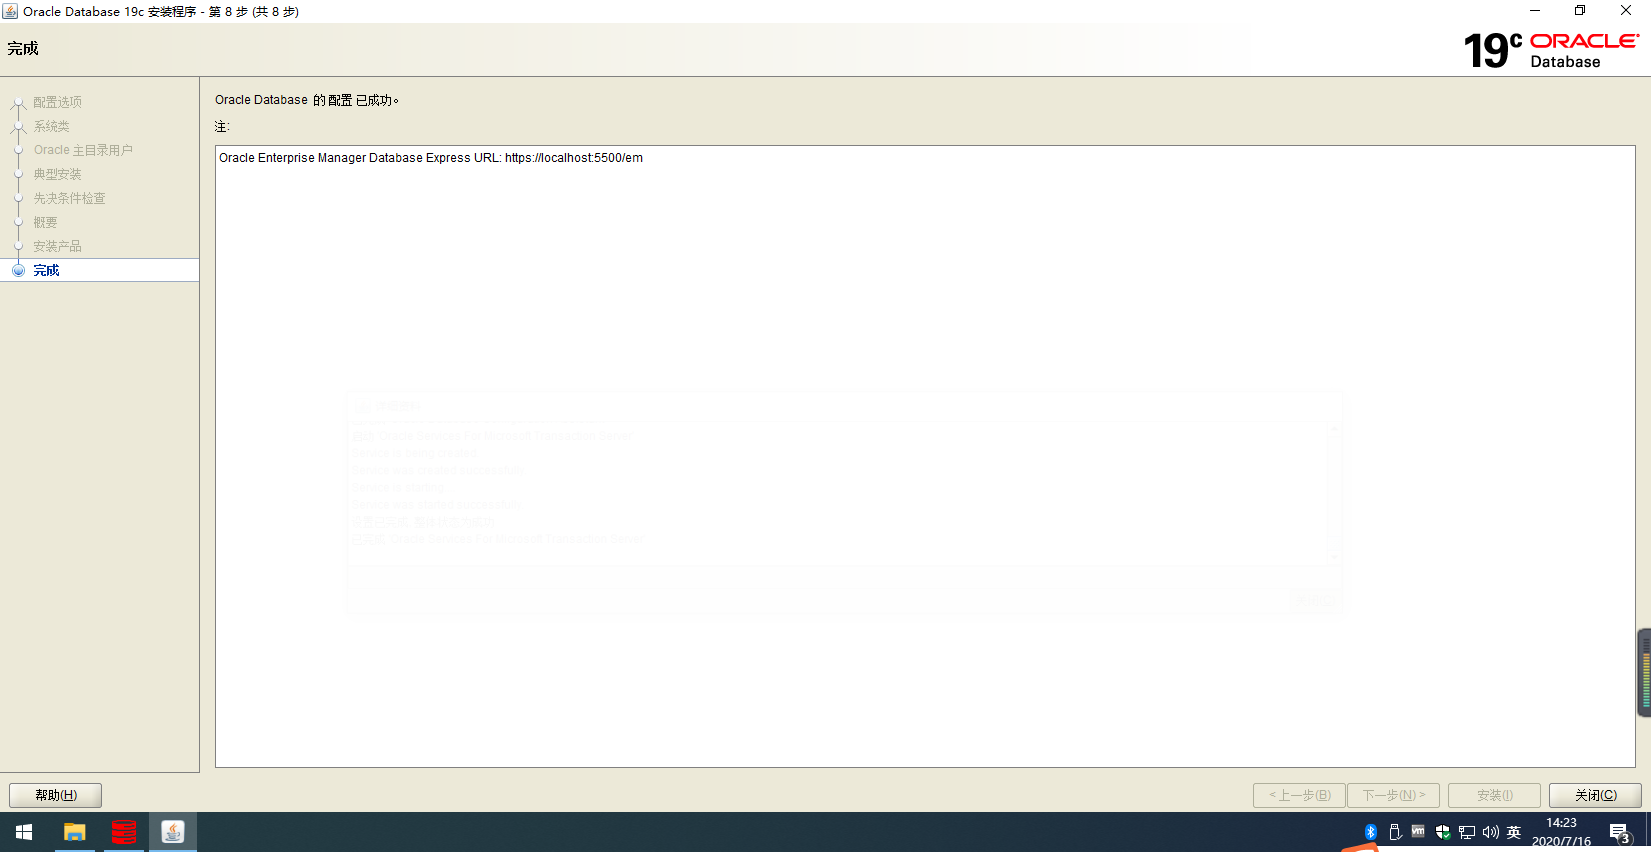 Oracle Database 19c 安装程序 - 第 8 步 (共 8 步)
完成
19c ORACLE
Database
配置选项
系统类
Oracle 主目录用户
典型安装
先决条件检查
概要
安装产品
完成
Oracle Database 的 配置 已成功。
注:
Oracle Enterprise Manager Database Express URL: https://localhost:5500/em
帮助(H)
< 上一步(B)
下一步(N) >
安装(I)
关闭(C)
vm
英
14:23
2020/7/16
3